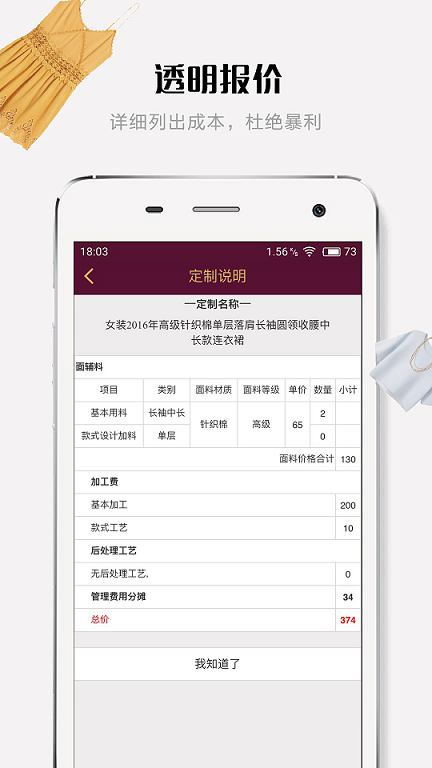 透明报价
详细列出成本，杜绝暴利
18:03 1.56 K/s 73
定制说明
一定制名称一
女装2016年高级针织棉单层落肩长袖圆领收腰中
长款连衣裙
面辅料
项目 类别 面料材质 面料等级 单价 数量 小计
基本用料 长袖中长 针织棉 高级 65 2
款式设计加料 单层 0
面料价格合计 130
加工费
基本加工 200
款式工艺 10
后处理工艺
无后处理工艺, 0
管理费用分摊 34
总价 374
我知道了